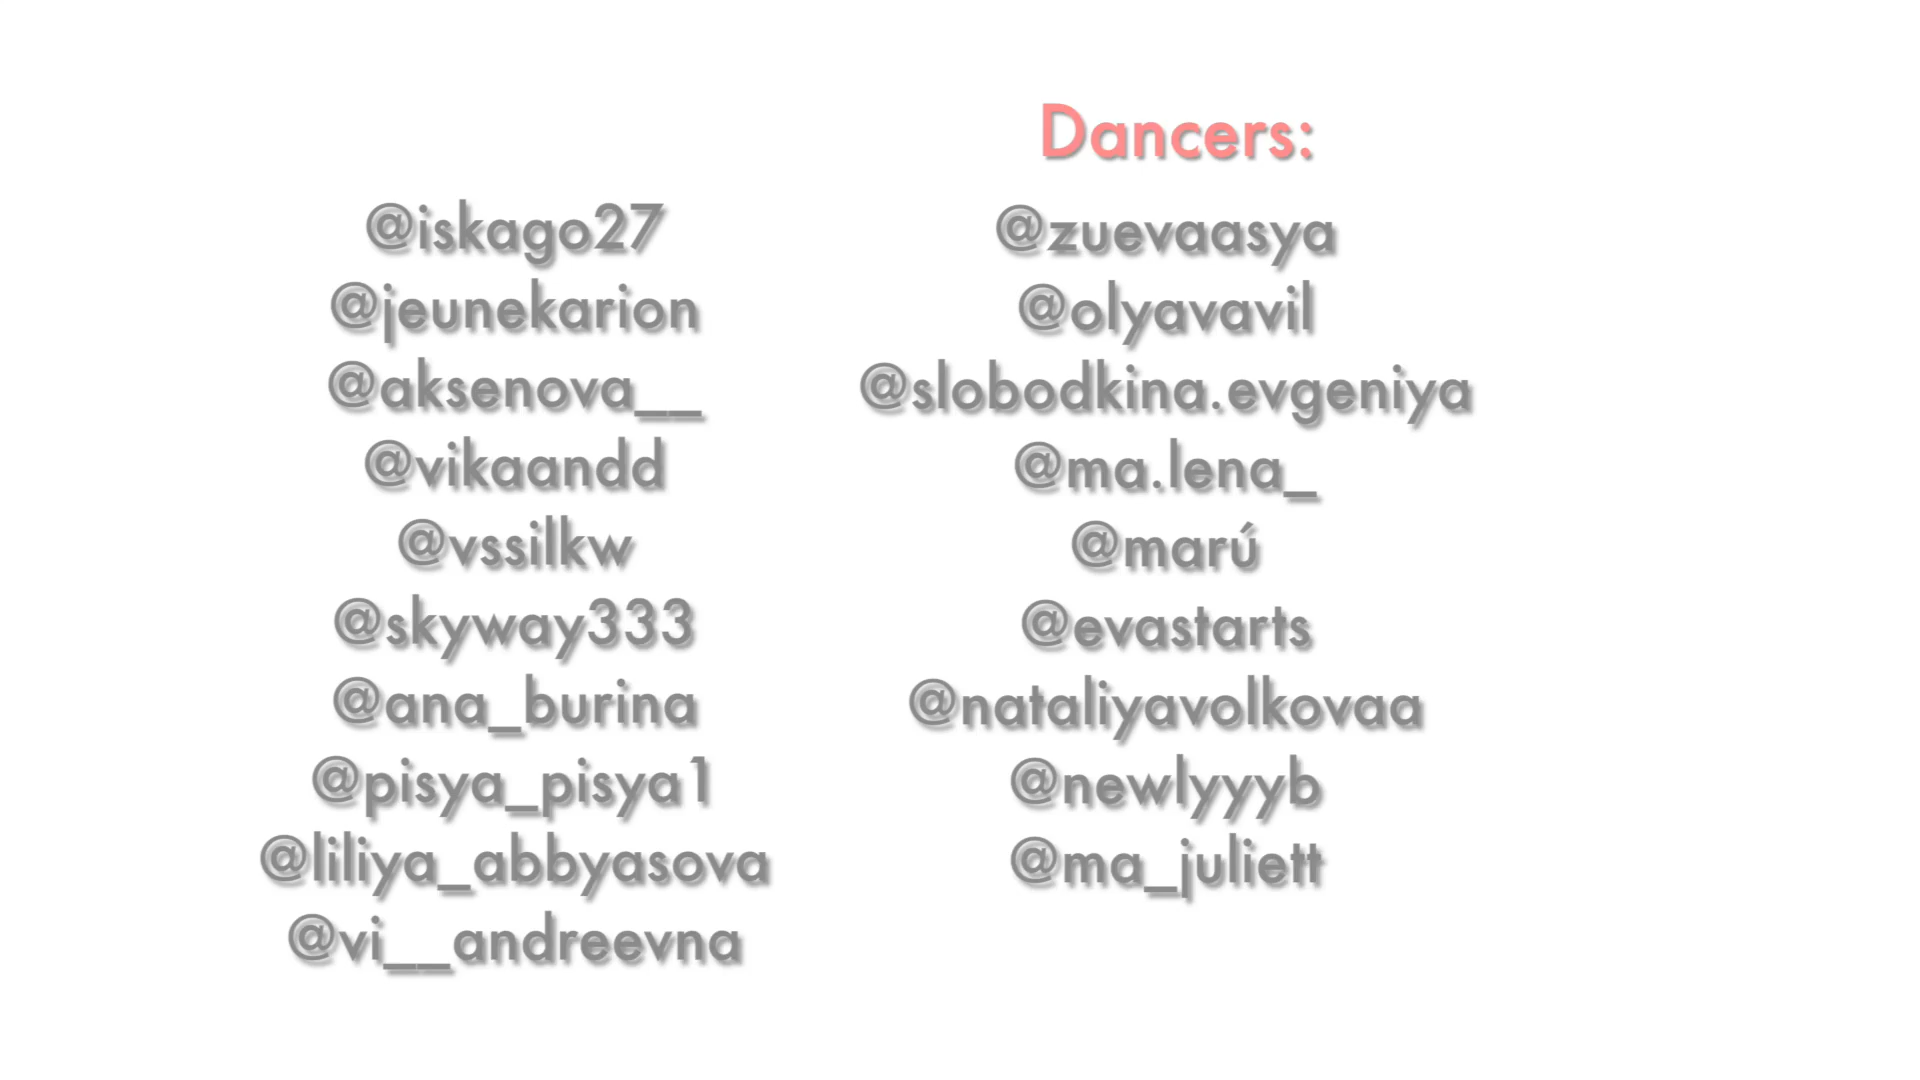 Dancers:
@iskago27
@jeunekarion
@aksenova__
@vikaandd
@vssilkw
@skyway333
@ana_burina
@pisya_pisya1
@liliya_abbyasova
@vi__andreevna
@zuevaasya
@olyavavil
@slobodkina.evgeniya
@ma.lena_
@marú
@evastarts
@nataliyavolkovaa
@newlyyyb
@ma_juliett